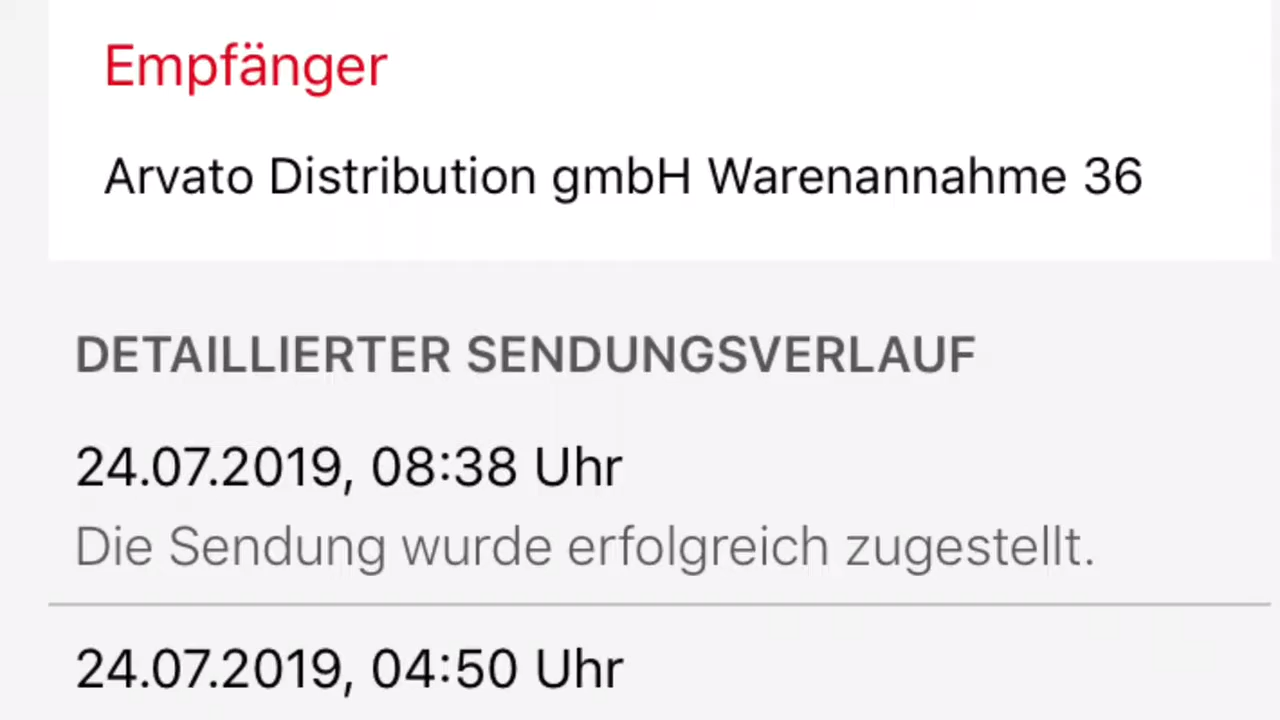 Empfänger
Arvato Distribution gmbH Warenannahme 36
DETAILLIERTER SENDUNGSVERLAUF
24.07.2019, 08:38 Uhr
Die Sendung wurde erfolgreich zugestellt.
24.07.2019, 04:50 Uhr